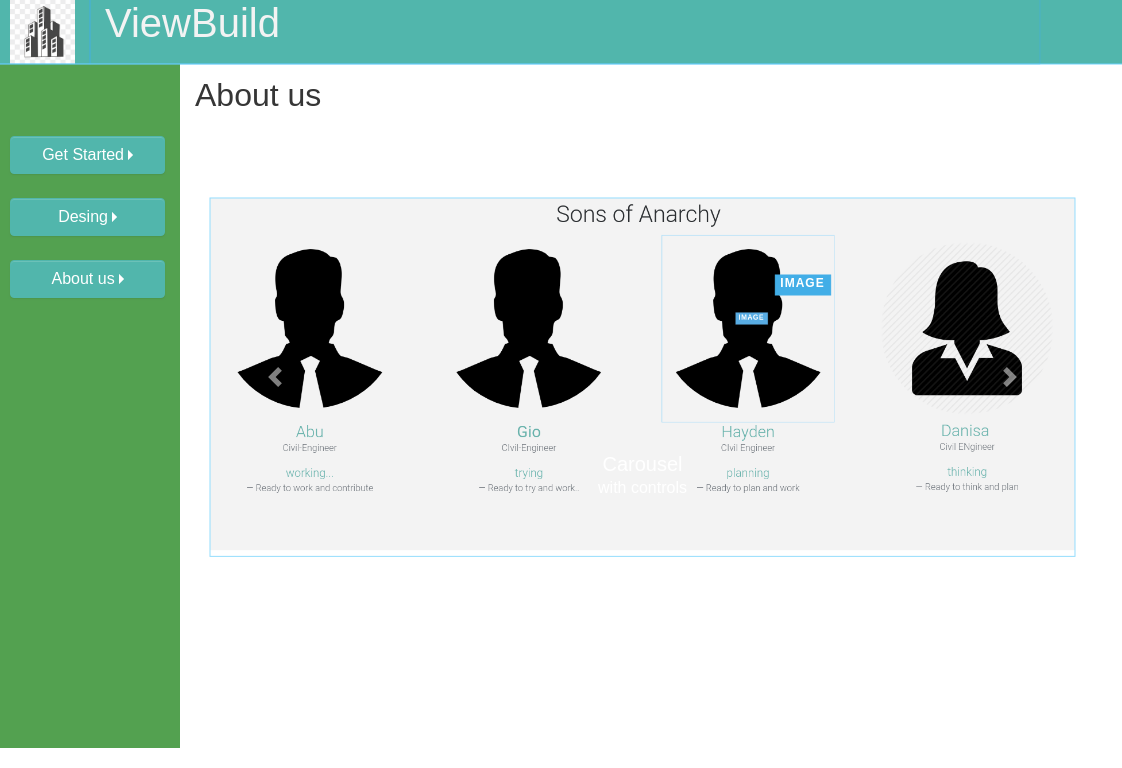 ViewBuild
About us
Get Started
Desing
About us
Sons of Anarchy
IMAGE
IMAGE
Abu
Gio
Hayden
Danisa
Civil-Engineer
CIvil-Engineer
CIvil Engineer
Civil ENgineer
working...
trying
planning
thinking
— Ready to work and contribute
— Ready to try and work.
— Ready to plan and work
— Ready to think and plan
Carousel
with controls